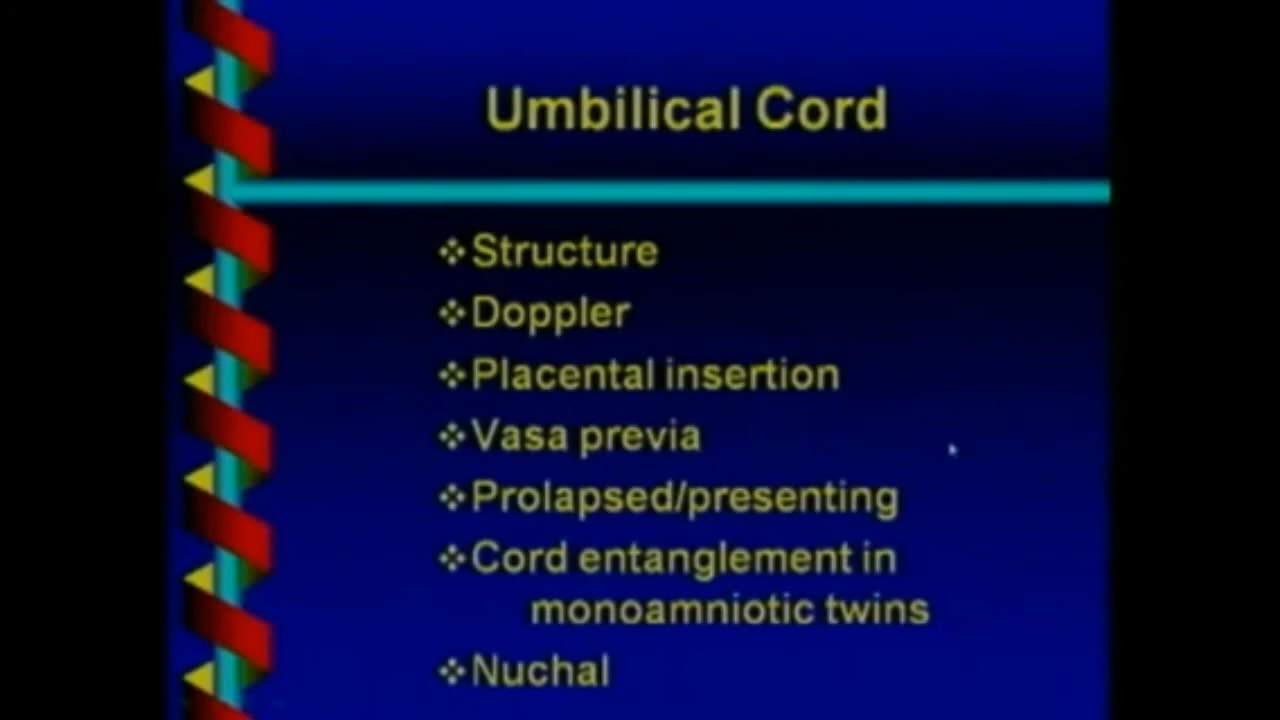 Umbilical Cord
❖Structure
❖Doppler
❖Placental insertion
❖Vasa previa
❖Prolapsed/presenting
❖Cord entanglement in
monoamniotic twins
❖Nuchal